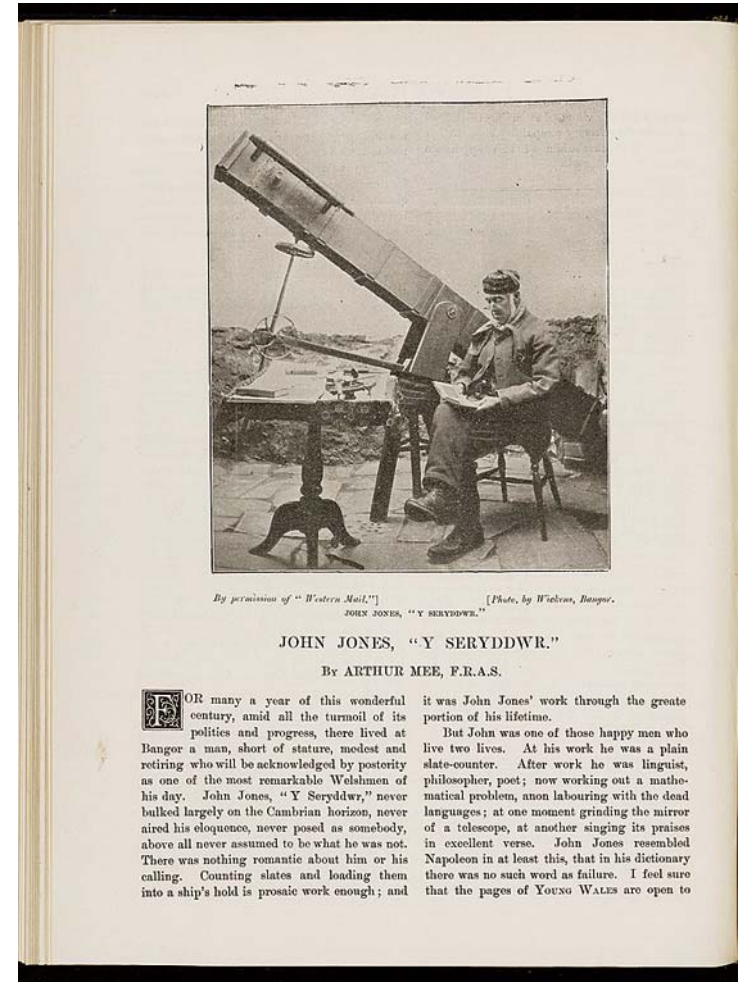 By permission of "Western Mail."]
[Photo, by Wickens, Bangor.
JOHN JONES, "Y SERYDDWR."
JOHN JONES, "Y SERYDDWR."
By ARTHUR MEE, F.R.A.S.
FOR many a year of this wonderful
century, amid all the turmoil of its
politics and progress, there lived at
Bangor a man, short of stature, modest and
retiring who will be acknowledged by posterity
as one of the most remarkable Welshmen of
his day. John Jones, "Y Seryddwr," never
bulked largely on the Cambrian horizon, never
aired his eloquence, never posed as somebody,
above all never assumed to be what he was not.
There was nothing romantic about him or his
calling. Counting slates and loading them
into a ship's hold is prosaic work enough; and
it was John Jones' work through the greate
portion of his lifetime.
But John was one of those happy men who
live two lives. At his work he was a plain
slate-counter. After work he was linguist,
philosopher, poet; now working out a mathe-
matical problem, anon labouring with the dead
languages; at one moment grinding the mirror
of a telescope, at another singing its praises
in excellent verse. John Jones resembled
Napoleon in at least this, that in his dictionary
there was no such word as failure. I feel sure
that the pages of YOUNG WALES are open to